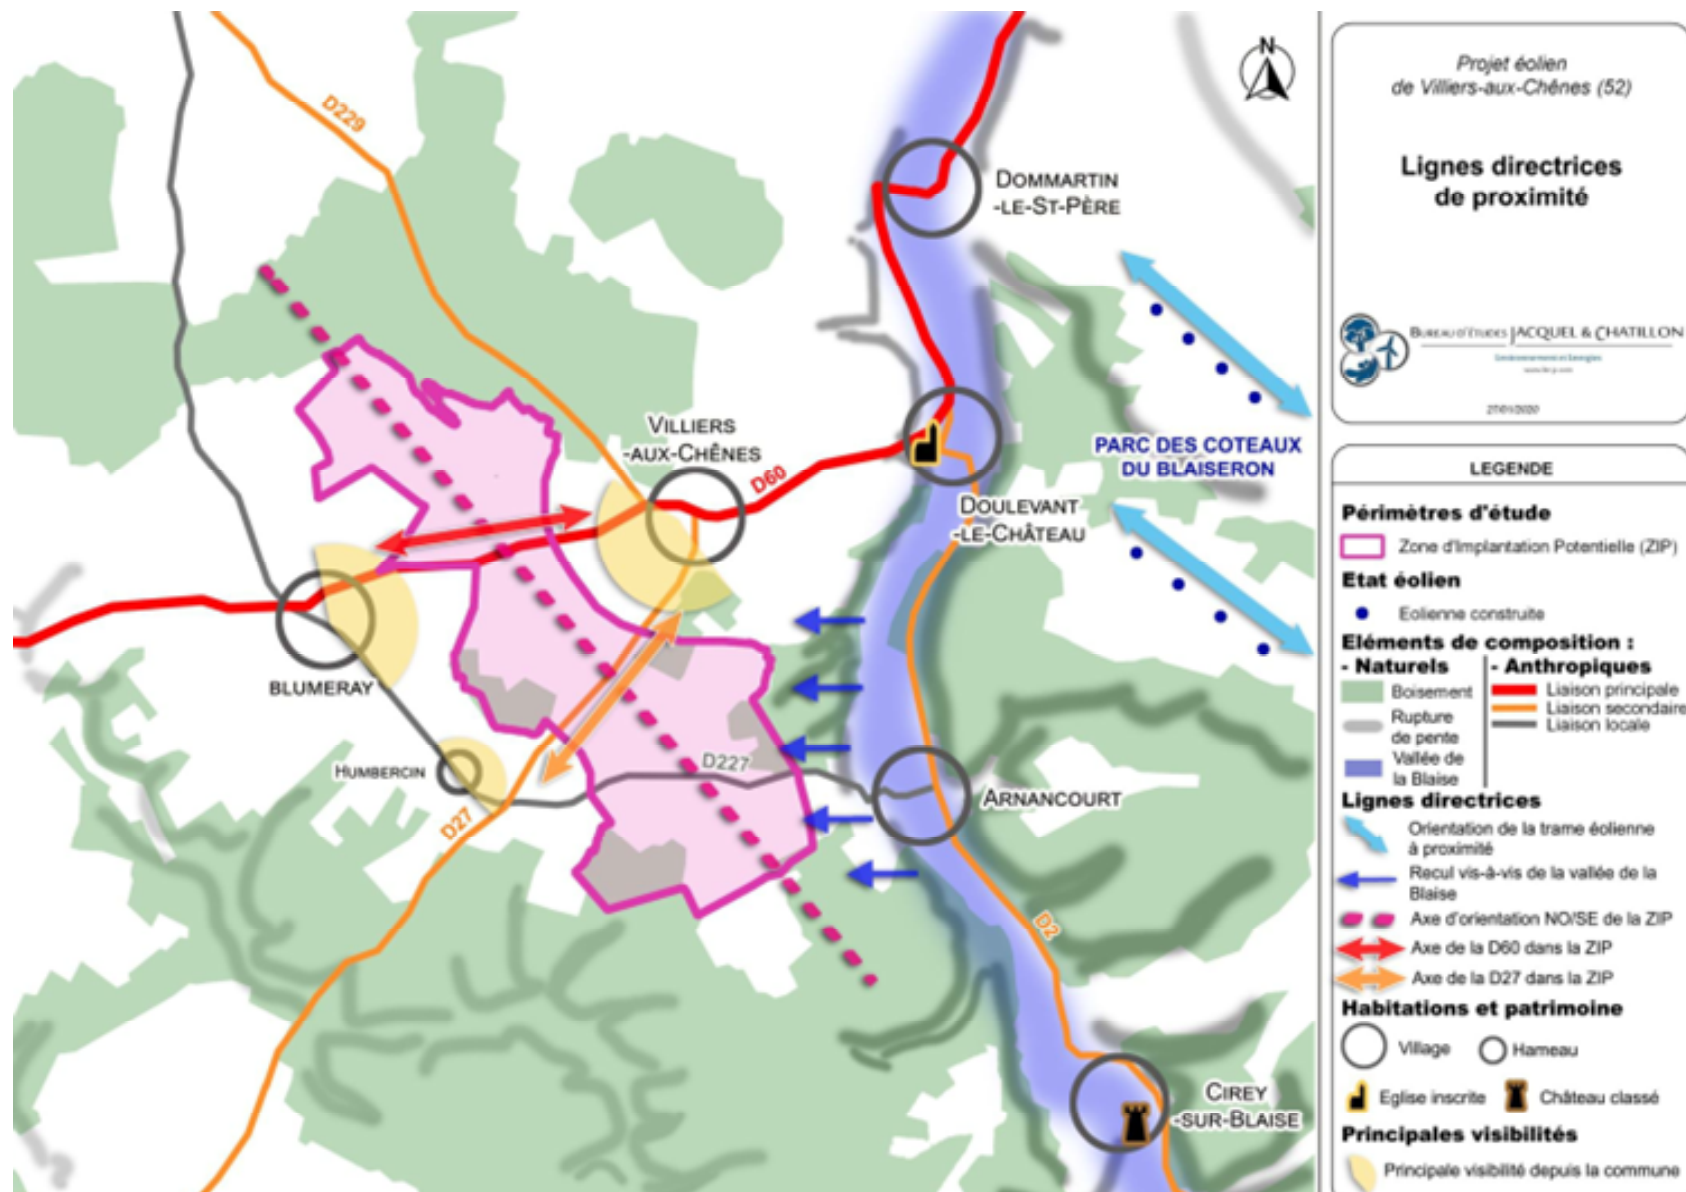 N
D229
DOMMARTIN
-LE-ST-PÈRE
VILLIERS
-AUX-CHÊNES
D60
PARC DES COTEAUX
DU BLAISERON
DOULEVANT
-LE-CHÂTEAU
BLUMERAY
HUMBERCIN
D227
D27
ARNANCOURT
D2
CIREY
-SUR-BLAISE
Projet éolien
de Villiers-aux-Chênes (52)
Lignes directrices
de proximité
BUREAU D'ÉTUDES JACQUEL & CHATILLON
27/01/2020
LEGENDE
Périmètres d'étude
Zone d'Implantation Potentielle (ZIP)
Etat éolien
Eolienne construite
Eléments de composition :
- Naturels
- Anthropiques
Boisement
Liaison principale
Liaison secondaire
Rupture
de pente
Liaison locale
Vallée de
la Blaise
Lignes directrices
Orientation de la trame éolienne
à proximité
Recul vis-à-vis de la vallée de la
Blaise
Axe d'orientation NO/SE de la ZIP
Axe de la D60 dans la ZIP
Axe de la D27 dans la ZIP
Habitations et patrimoine
Village
Hameau
Eglise inscrite
Château classé
Principales visibilités
Principale visibilité depuis la commune